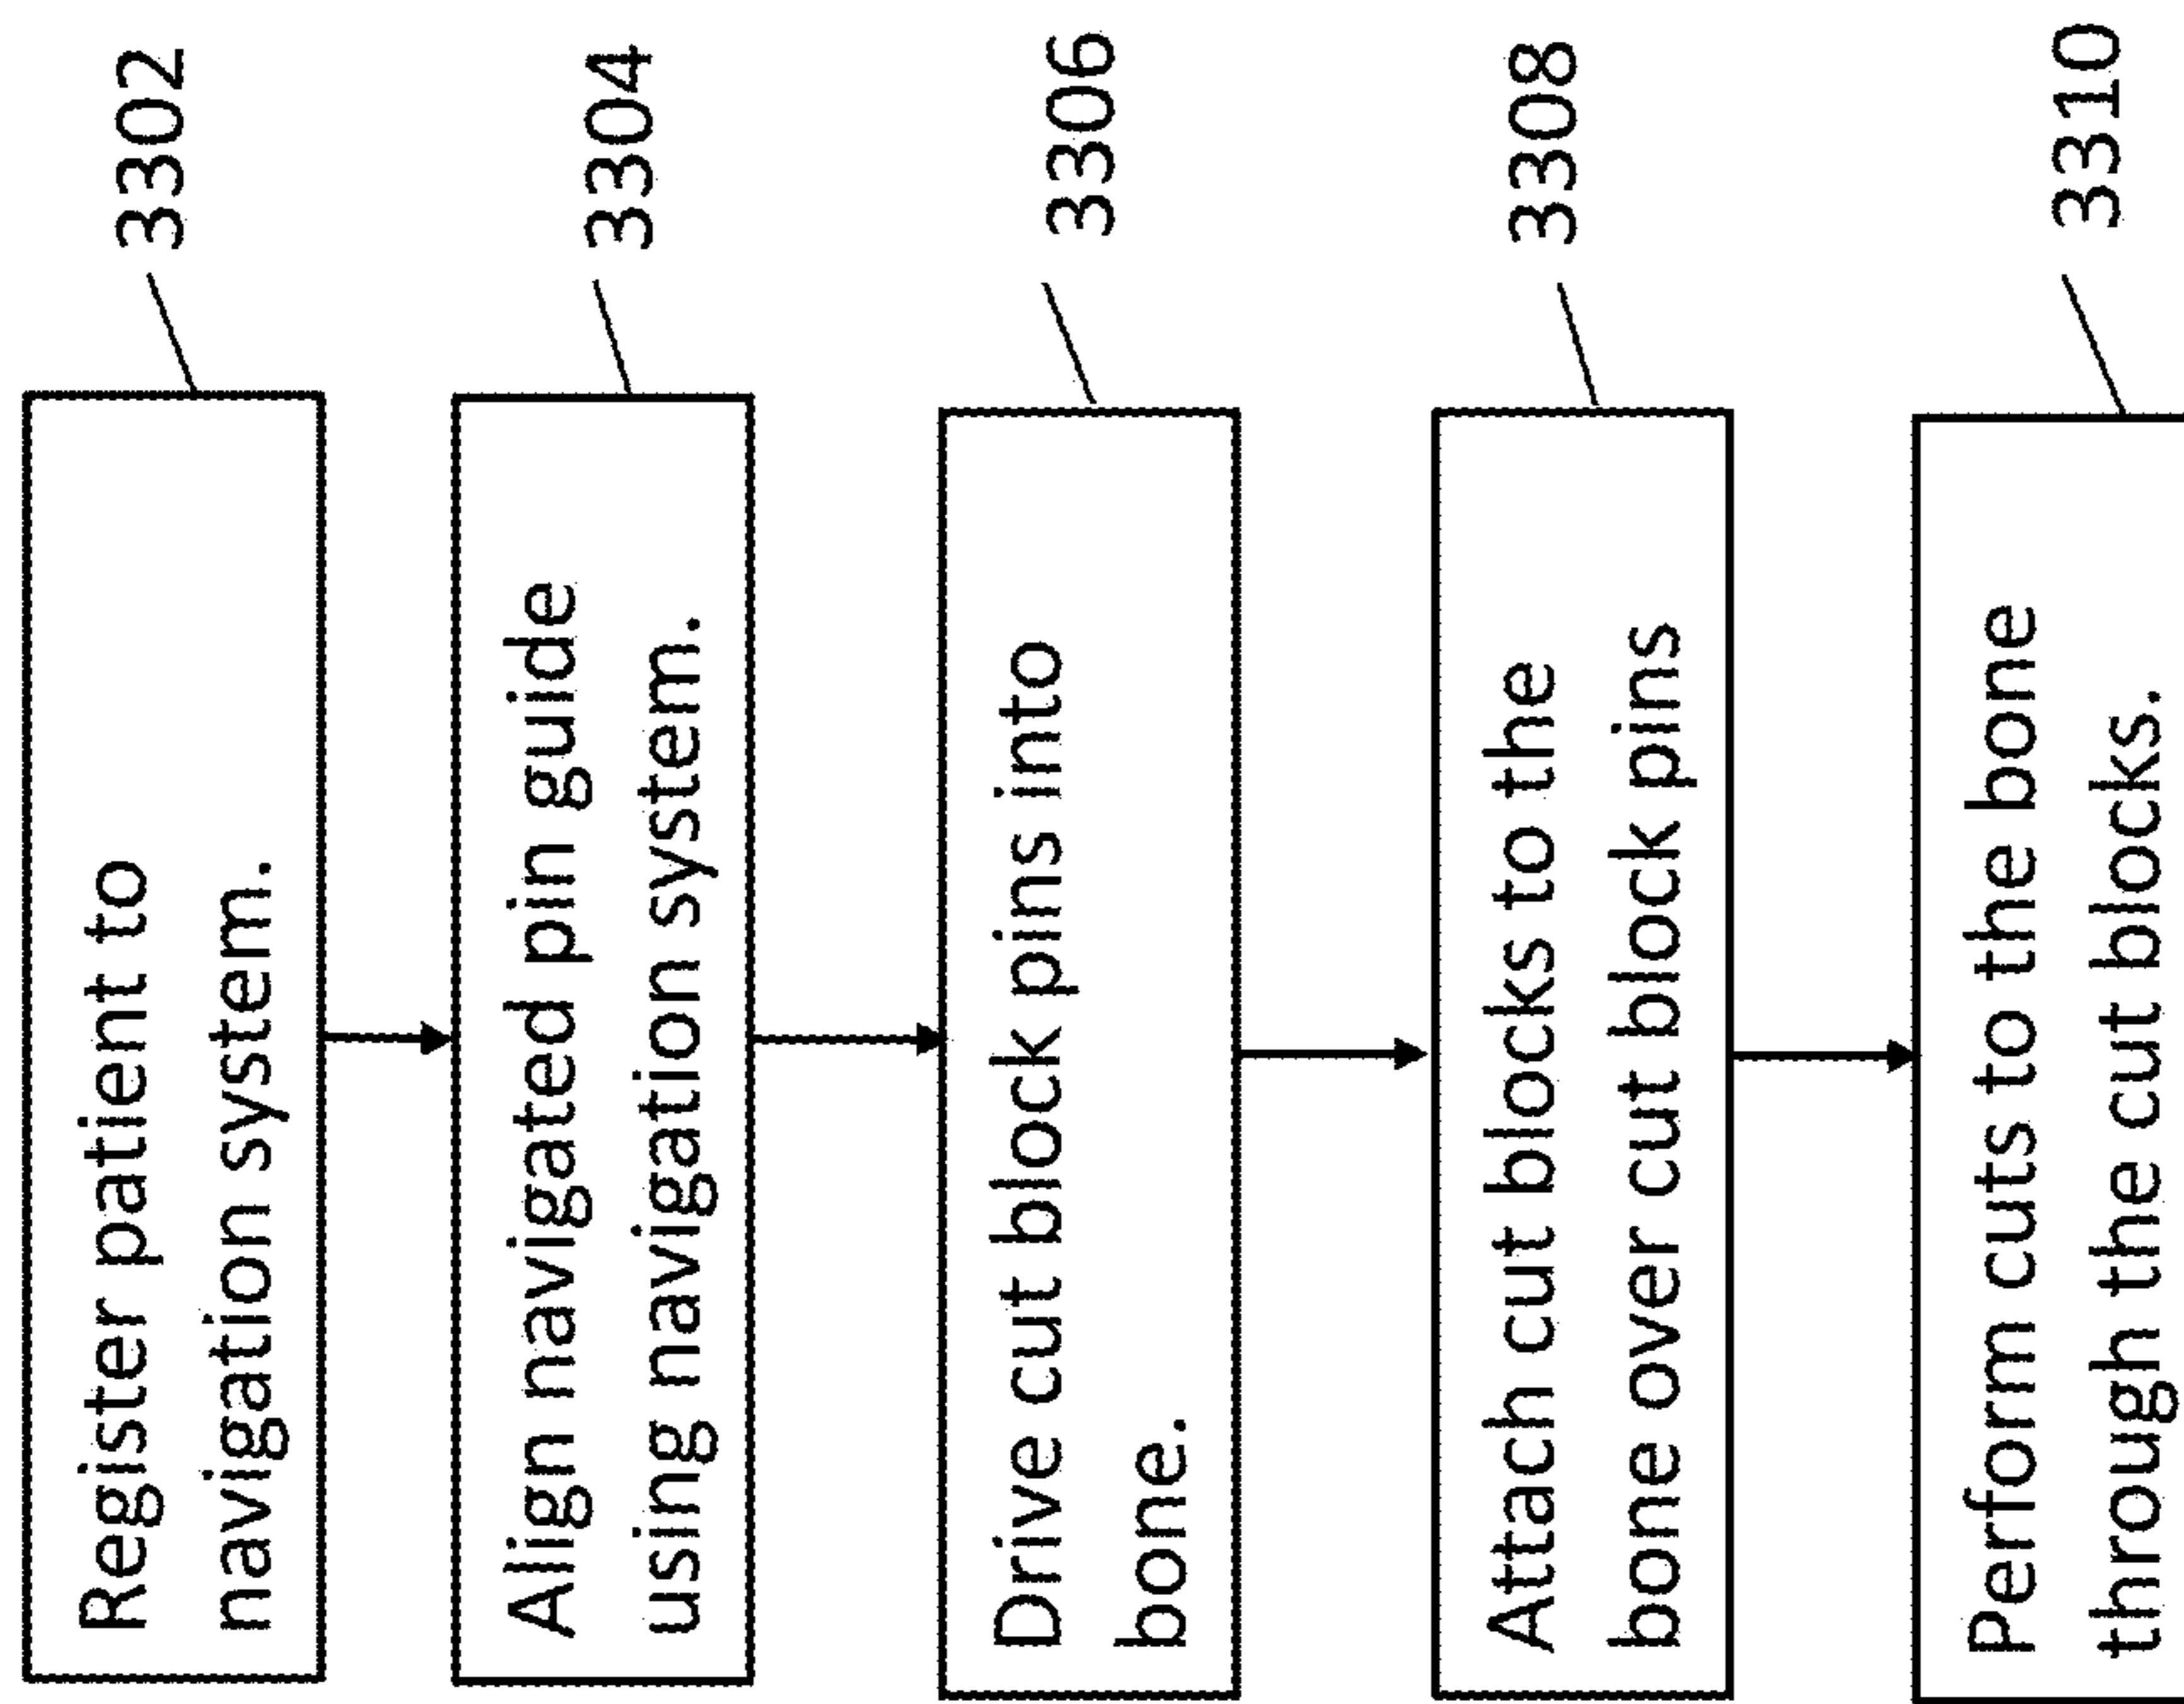 Register patient to
navigation system.
3302
Align navigated pin guide
using navigation system.
3304
Drive cut block pins into
bone.
3306
Attach cut blocks to the
bone over cut block pins
3308
Perform cuts to the bone
through the cut blocks.
3310